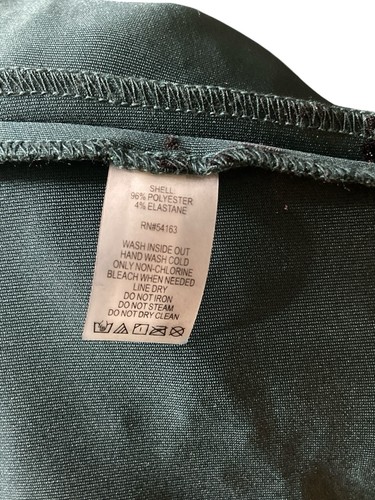 SHELL:
96% POLYESTER
4% ELASTANE
RN#54163
WASH INSIDE OUT
HAND WASH COLD
ONLY NON-CHLORINE
BLEACH WHEN NEEDED
LINE DRY
DO NOT IRON
DO NOT STEAM
DO NOT DRY CLEAN